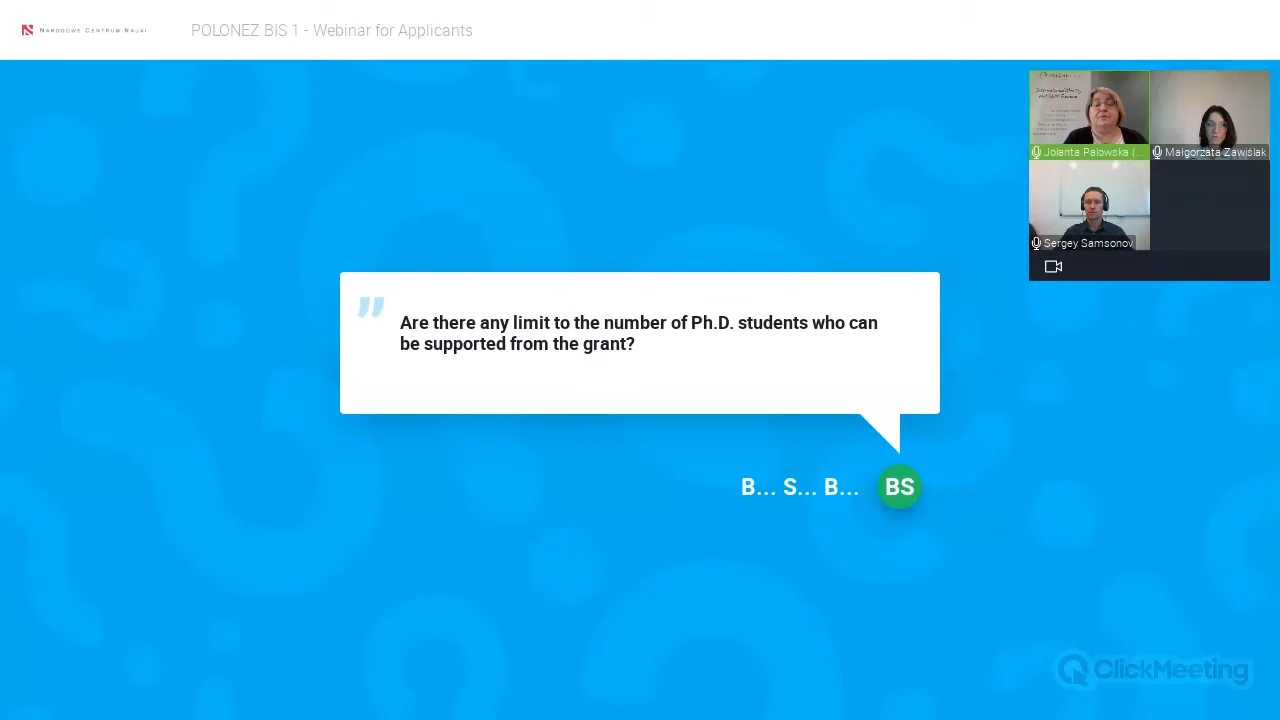 NARODOWE CENTRUM NAUKI
POLONEZ BIS 1 - Webinar for Applicants
Jolanta Palowska (...
Małgorzata Zawiślak
Sergey Samsonov
Are there any limit to the number of Ph.D. students who can
be supported from the grant?
B... S... B...
BS
ClickMeeting